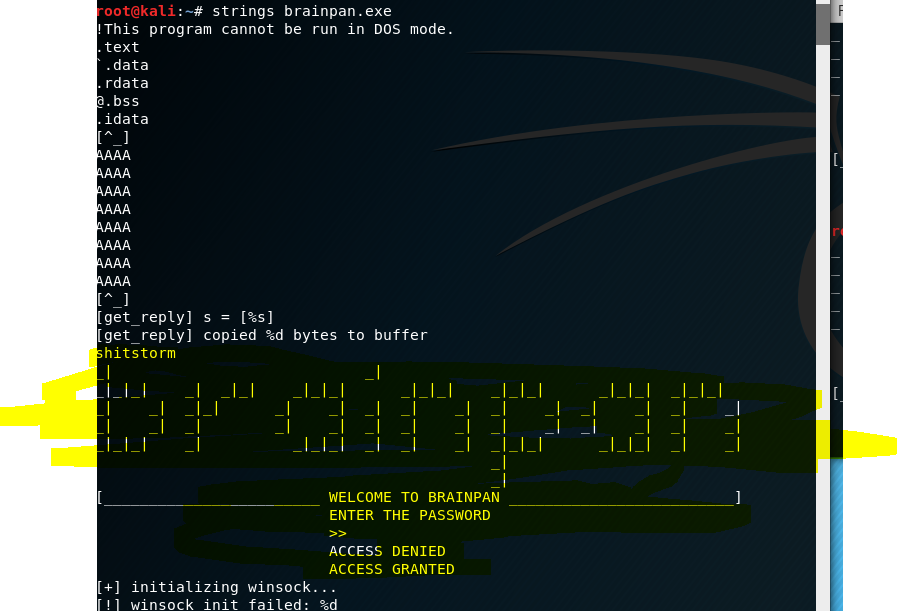 root@kali:~# strings brainpan.exe
!This program cannot be run in DOS mode.
.text
`.data
.rdata
@.bss
.idata
[^_]
AAAA
AAAA
AAAA
AAAA
AAAA
AAAA
AAAA
AAAA
[^_]
[get_reply] s = [%s]
[get_reply] copied %d bytes to buffer
shitstorm
_|                            _|
_|_|_|    _|  _|_|    _|_|_|      _|_|_|    _|_|_|      _|_|_|  _|_|_|
_|    _|  _|_|      _|    _|  _|  _|    _|  _|    _|  _|    _|  _|    _|
_|    _|  _|        _|    _|  _|  _|    _|  _|    _|  _|    _|  _|    _|
_|_|_|    _|          _|_|_|  _|  _|    _|  _|_|_|      _|_|_|  _|    _|
                                            _|
                                            _|
[________________________ WELCOME TO BRAINPAN _________________________]
ENTER THE PASSWORD
>>
ACCESS DENIED
ACCESS GRANTED
[+] initializing winsock...
[!] winsock init failed: %d